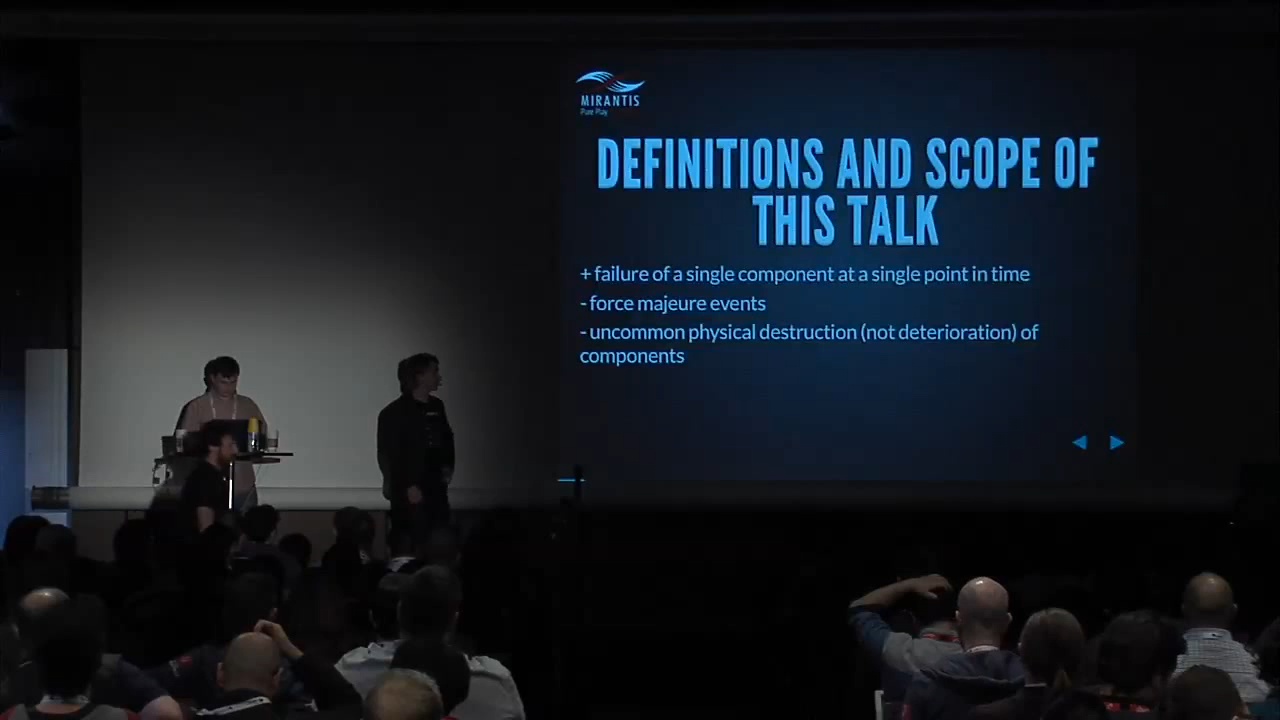 MIRANTIS
Pure Play
DEFINITIONS AND SCOPE OF
THIS TALK
+ failure of a single component at a single point in time
- force majeure events
- uncommon physical destruction (not deterioration) of
components